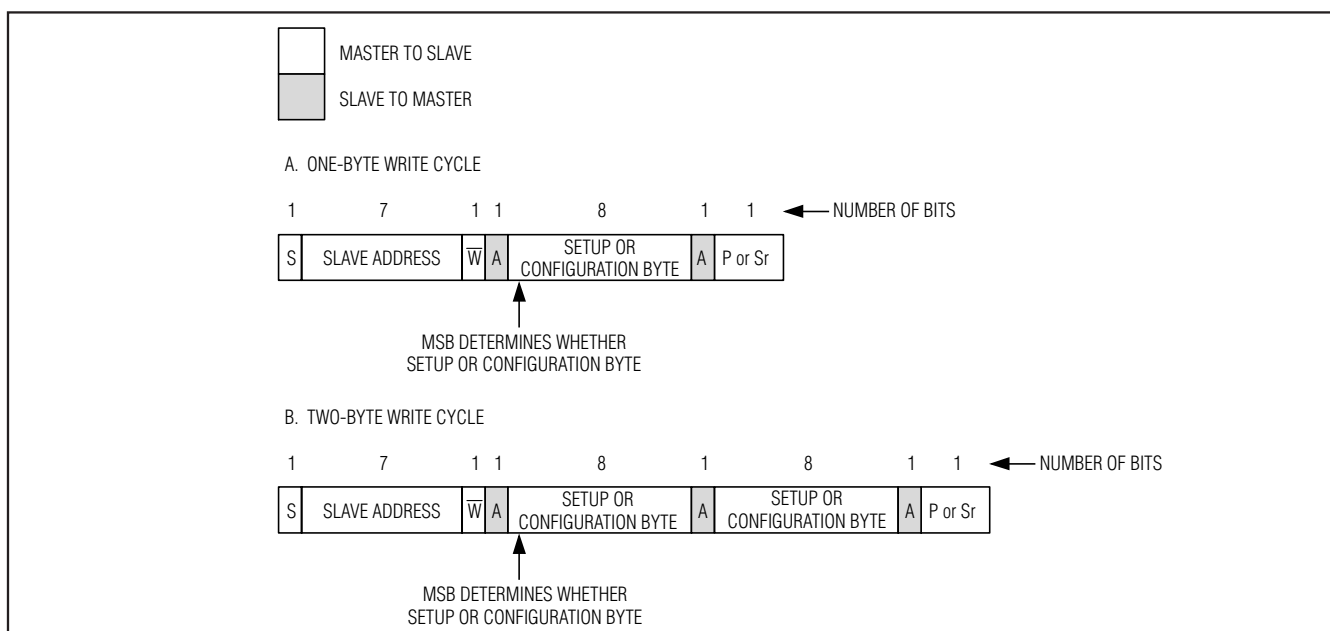 MASTER TO SLAVE
SLAVE TO MASTER
A. ONE-BYTE WRITE CYCLE
1 7 1 1 8 1 1 NUMBER OF BITS
S SLAVE ADDRESS W̅ A SETUP OR CONFIGURATION BYTE A P or Sr
MSB DETERMINES WHETHER
SETUP OR CONFIGURATION BYTE
B. TWO-BYTE WRITE CYCLE
1 7 1 1 8 1 8 1 1 NUMBER OF BITS
S SLAVE ADDRESS W̅ A SETUP OR CONFIGURATION BYTE A SETUP OR CONFIGURATION BYTE A P or Sr
MSB DETERMINES WHETHER
SETUP OR CONFIGURATION BYTE